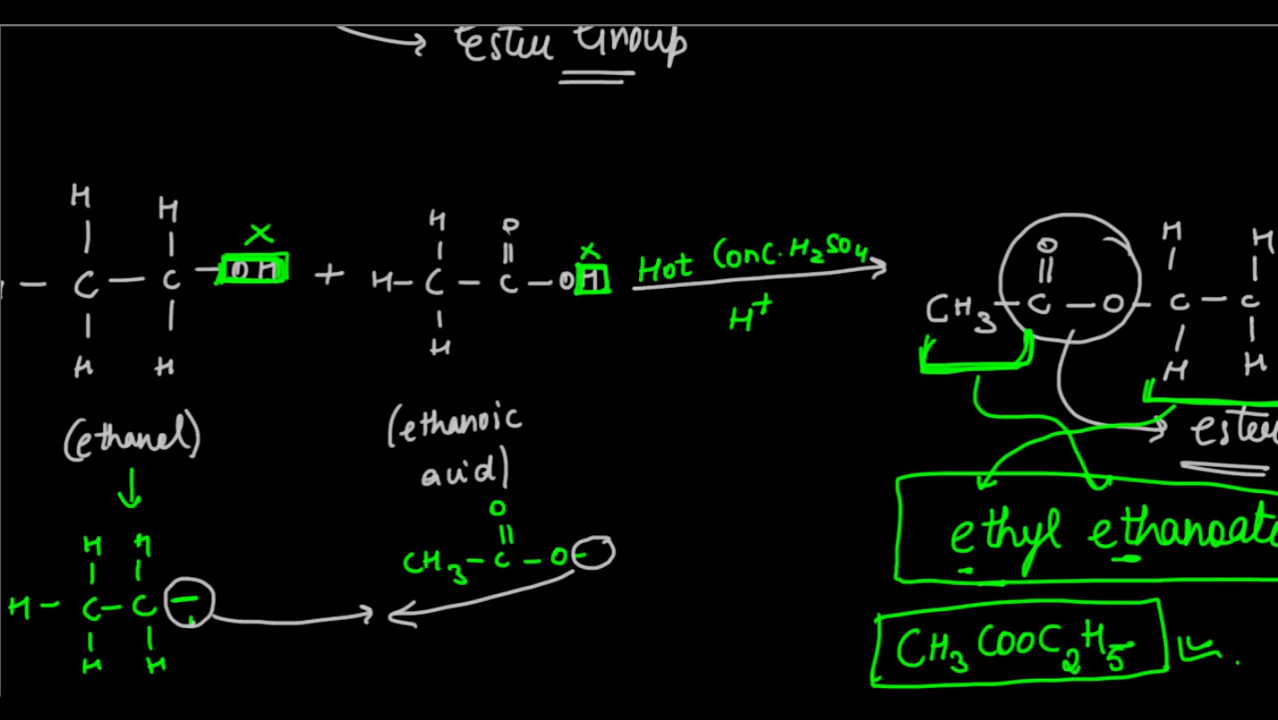 → Ester Group
H H X H O X H O H H
- C - C - OH + H - C - C - OH Hot Conc. H2SO4 H+ CH3 - C - O - C - C
H H H H H
(ethanol) (ethanoic acid) → ester
ethyl ethanoate
O
H H CH3 - C - O -
H - C - C -
H H
CH3COOC2H5